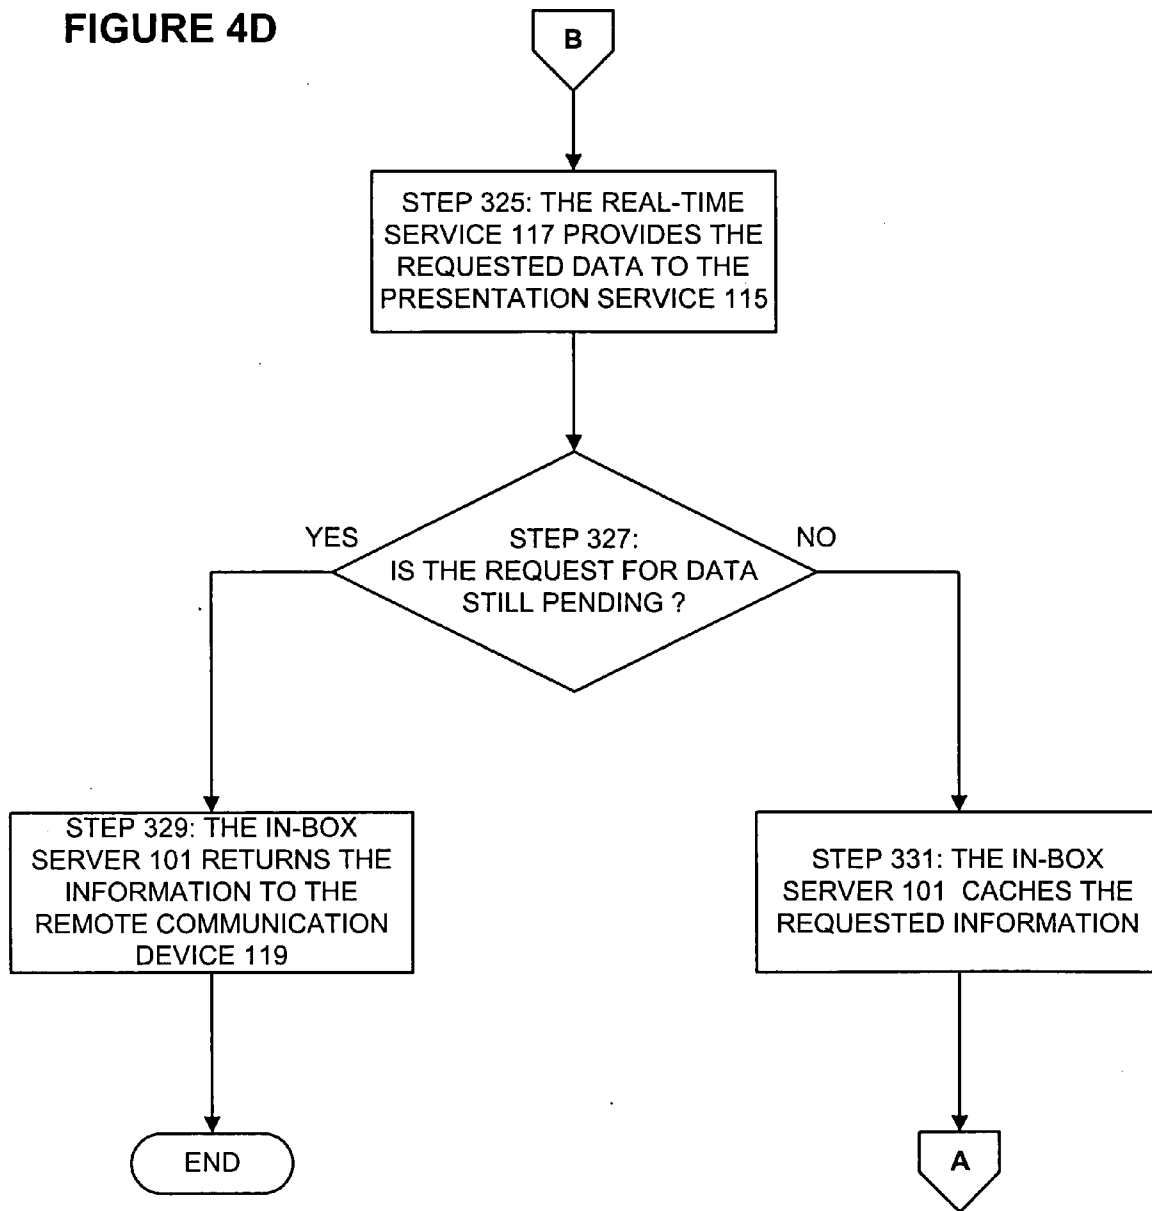 FIGURE 4D
B
STEP 325: THE REAL-TIME
SERVICE 117 PROVIDES THE
REQUESTED DATA TO THE
PRESENTATION SERVICE 115
YES
STEP 327:
IS THE REQUEST FOR DATA
STILL PENDING ?
NO
STEP 329: THE IN-BOX
SERVER 101 RETURNS THE
INFORMATION TO THE
REMOTE COMMUNICATION
DEVICE 119
STEP 331: THE IN-BOX
SERVER 101 CACHES THE
REQUESTED INFORMATION
END
A